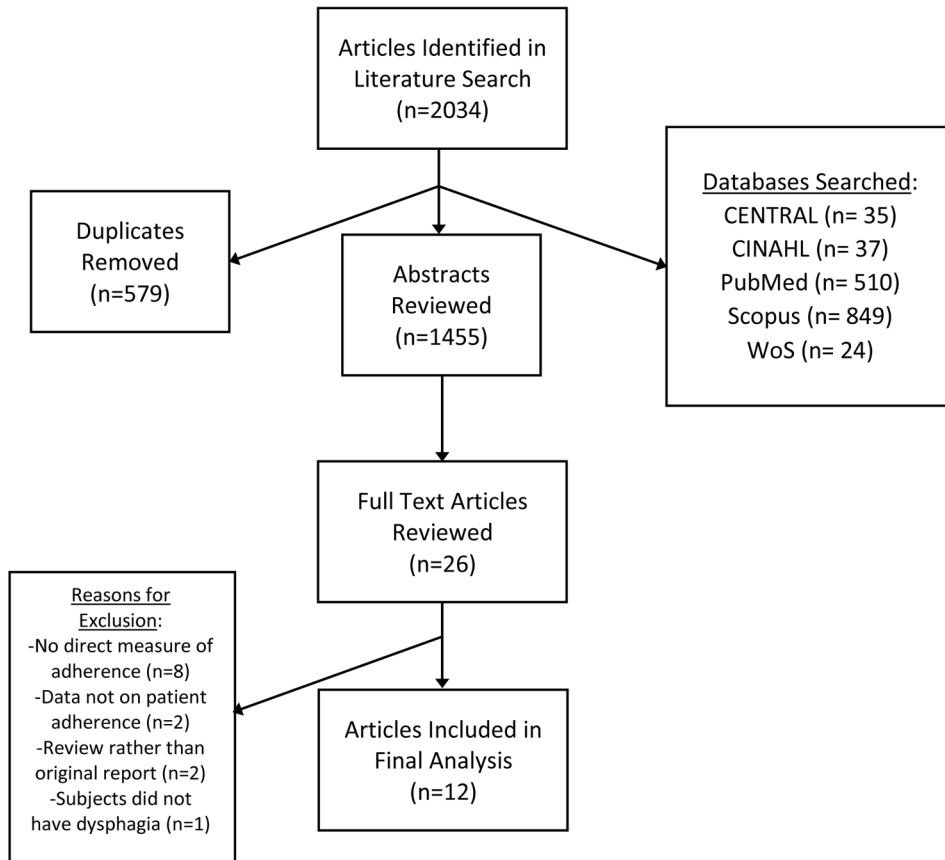 Articles Identified in
Literature Search
(n=2034)
Duplicates
Removed
(n=579)
Abstracts
Reviewed
(n=1455)
Databases Searched:
CENTRAL (n= 35)
CINAHL (n= 37)
PubMed (n= 510)
Scopus (n= 849)
WoS (n= 24)
Full Text Articles
Reviewed
(n=26)
Reasons for
Exclusion:
-No direct measure of
adherence (n=8)
-Data not on patient
adherence (n=2)
-Review rather than
original report (n=2)
-Subjects did not
have dysphagia (n=1)
Articles Included in
Final Analysis
(n=12)